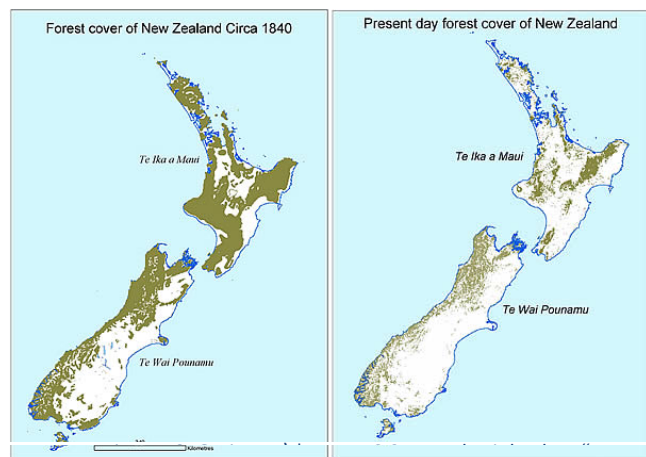 Forest cover of New Zealand Circa 1840
Te Ika a Maui
Te Wai Pounamu
Kilometres
Present day forest cover of New Zealand
Te Ika a Maui
Te Wai Pounamu